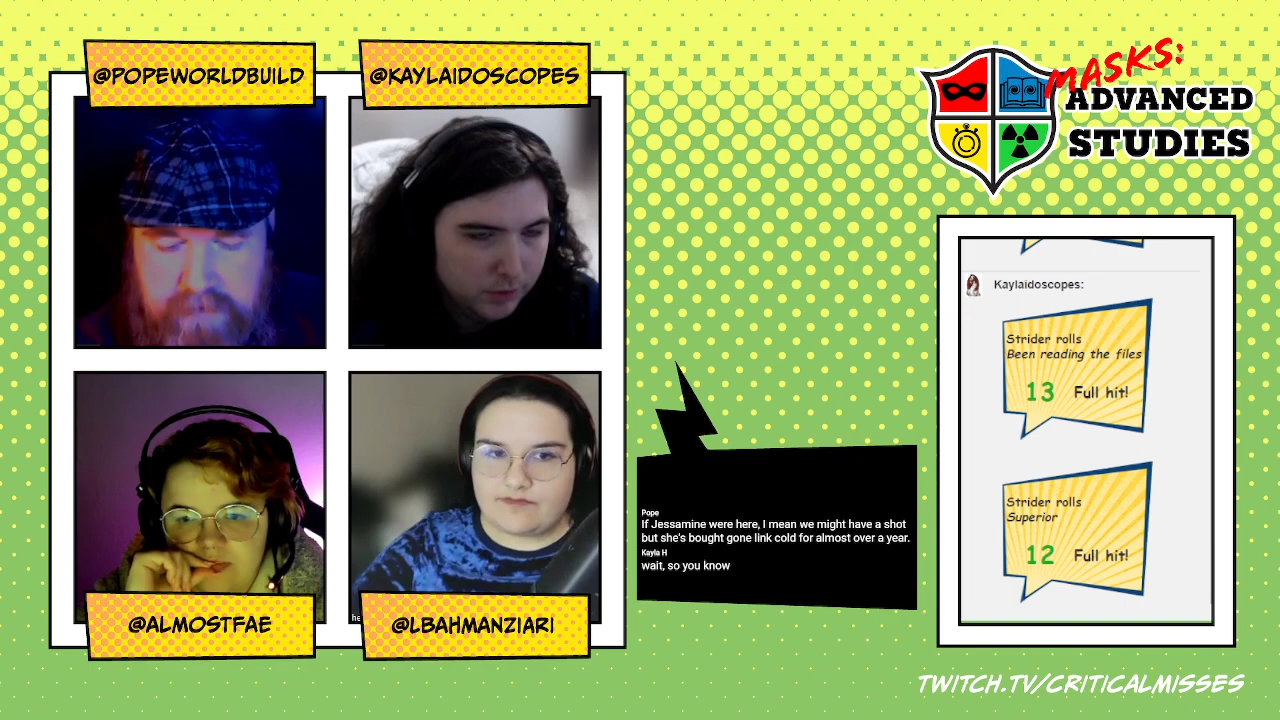 @POPEWORLDBUILD
@KAYLAIDOSCOPES
@ALMOSTFAE
@LBAHMANZIARI
he
Pope
If Jessamine were here, I mean we might have a shot
but she's bought gone link cold for almost over a year.
Kayla H
wait, so you know
MASKS:
ADVANCED
STUDIES
Kaylaidoscopes:
Strider rolls
Been reading the files
13 Full hit!
Strider rolls
Superior
12 Full hit!
TWITCH.TV/CRITICALMISSES